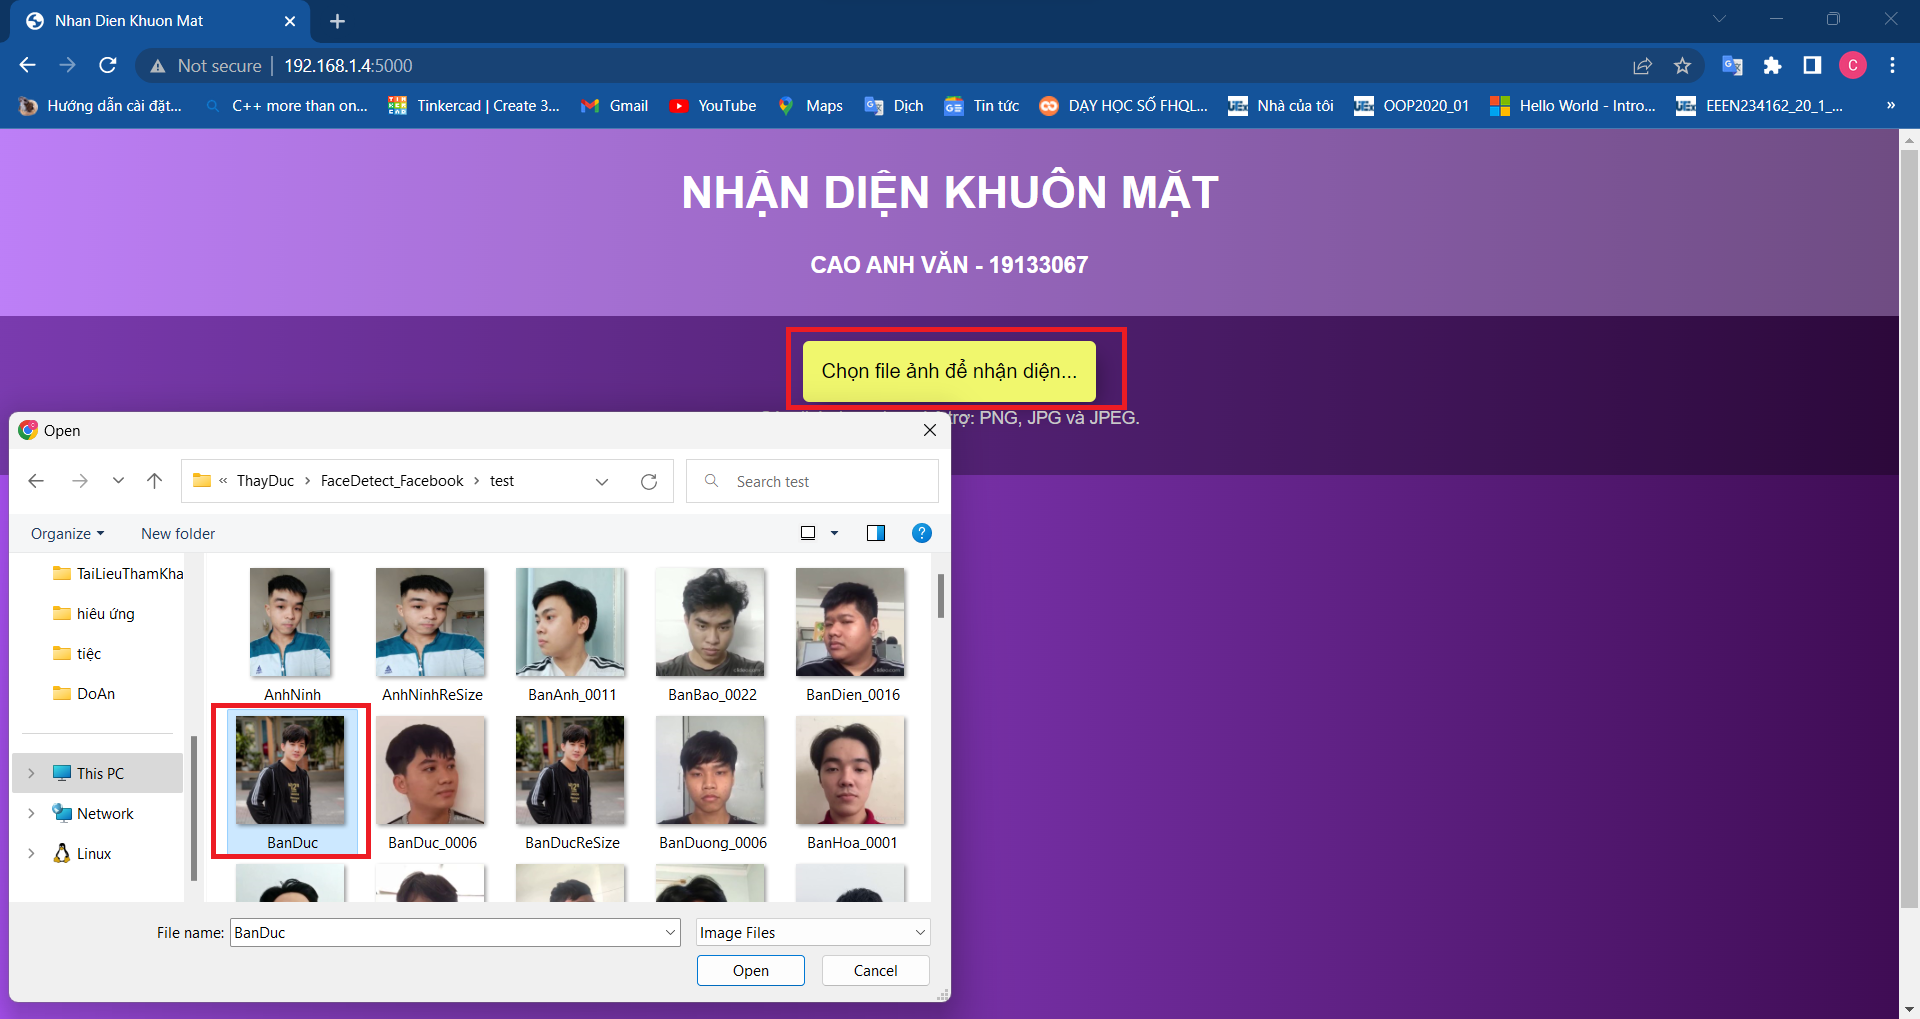 Nhan Dien Khuon Mat
Not secure | 192.168.1.4:5000
Hướng dẫn cài đặt...
C++ more than on...
Tinkercad | Create 3...
Gmail
YouTube
Maps
Dịch
Tin tức
DẠY HỌC SỐ FHQL...
Nhà của tôi
OOP2020_01
Hello World - Intro...
EEEN234162_20_1_...
»
NHẬN DIỆN KHUÔN MẶT
CAO ANH VĂN - 19133067
Chọn file ảnh để nhận diện...
trợ: PNG, JPG và JPEG.
Open
« ThayDuc › FaceDetect_Facebook › test
Search test
Organize
New folder
TaiLieuThamKha
hiêu ứng
tiệc
DoAn
This PC
Network
Linux
AnhNinh
AnhNinhReSize
BanAnh_0011
BanBao_0022
BanDien_0016
BanDuc
BanDuc_0006
BanDucReSize
BanDuong_0006
BanHoa_0001
File name: BanDuc
Image Files
Open
Cancel